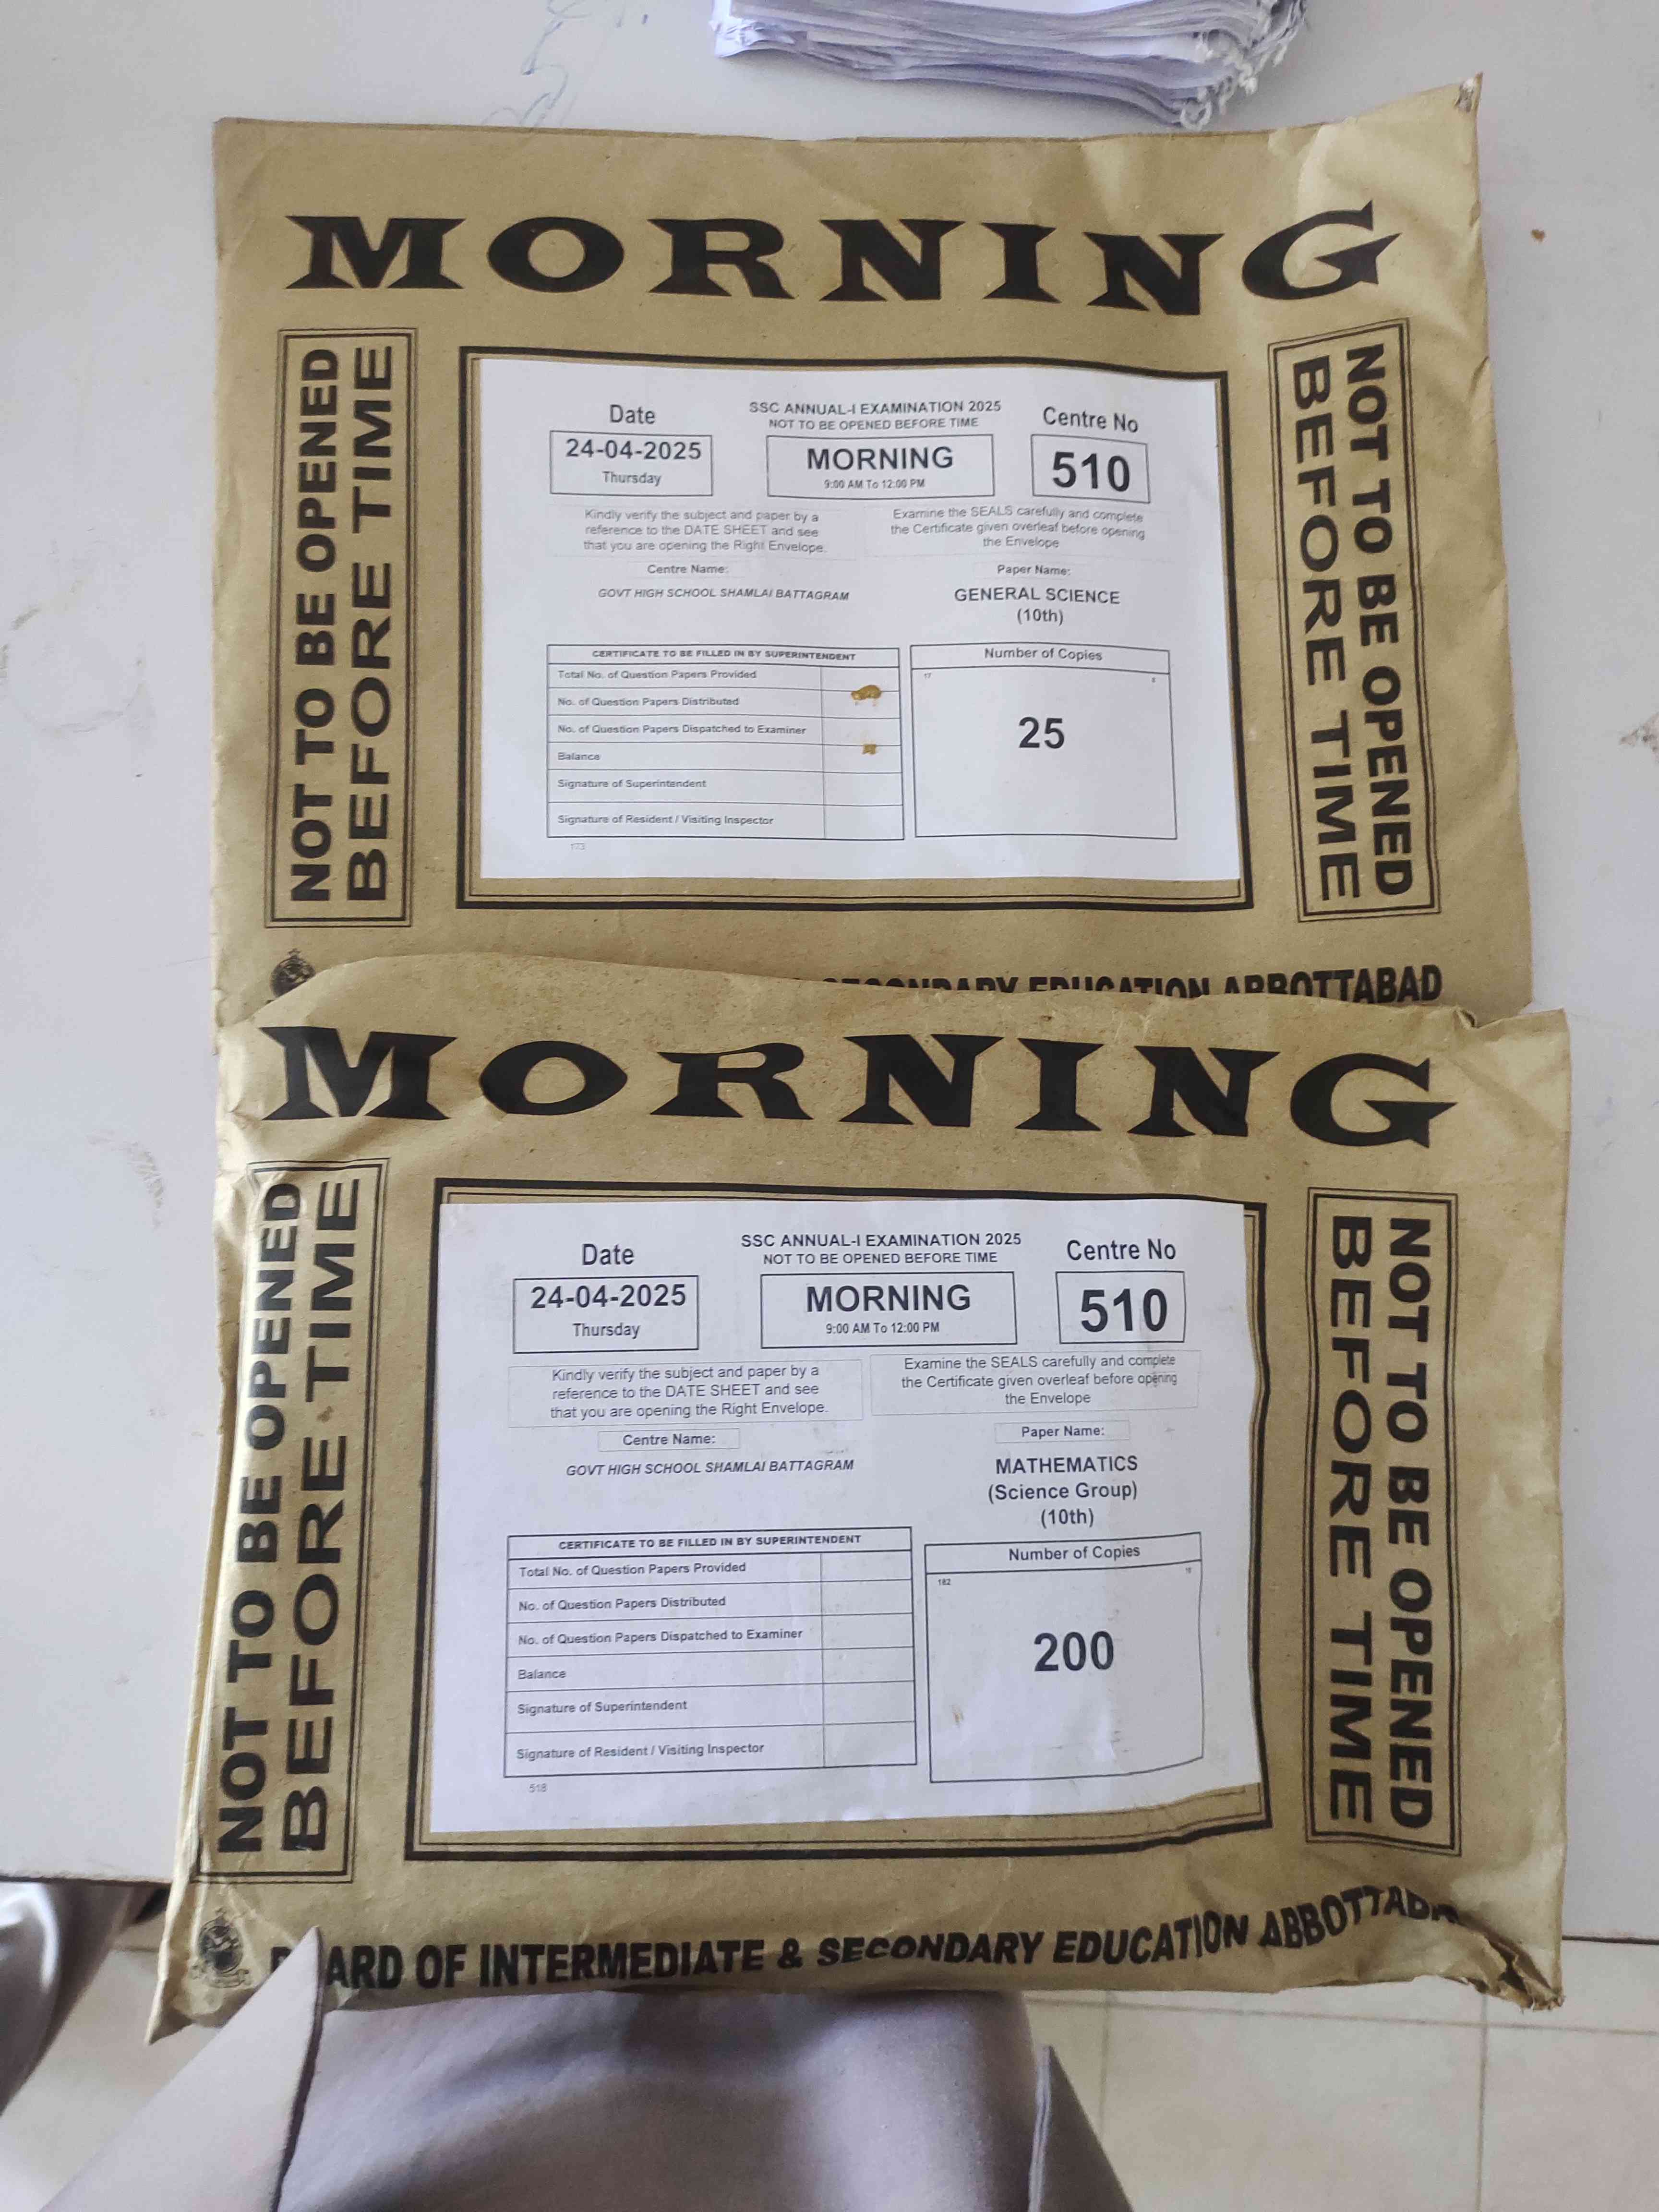 MORNING
NOT TO BE OPENED
BEFORE TIME
Date
24-04-2025
Thursday
SSC ANNUAL-I EXAMINATION 2025
NOT TO BE OPENED BEFORE TIME
MORNING
9:00 AM To 12:00 PM
Centre No
510
Kindly verify the subject and paper by a
reference to the DATE SHEET and see
that you are opening the Right Envelope.
Examine the SEALS carefully and complete
the Certificate given overleaf before opening
the Envelope
Centre Name:
GOVT HIGH SCHOOL SHAMLAI BATTAGRAM
Paper Name:
GENERAL SCIENCE
(10th)
CERTIFICATE TO BE FILLED IN BY SUPERINTENDENT
Total No. of Question Papers Provided
No. of Question Papers Distributed
No. of Question Papers Dispatched to Examiner
Balance
Signature of Superintendent
Signature of Resident / Visiting Inspector
173
Number of Copies
17
25
NOT TO BE OPENED
BEFORE TIME
SECONDARY EDUCATION ABBOTTABAD
MORNING
NOT TO BE OPENED
BEFORE TIME
Date
24-04-2025
Thursday
SSC ANNUAL-I EXAMINATION 2025
NOT TO BE OPENED BEFORE TIME
MORNING
9:00 AM To 12:00 PM
Centre No
510
Kindly verify the subject and paper by a
reference to the DATE SHEET and see
that you are opening the Right Envelope.
Examine the SEALS carefully and complete
the Certificate given overleaf before opening
the Envelope
Centre Name:
GOVT HIGH SCHOOL SHAMLAI BATTAGRAM
Paper Name:
MATHEMATICS
(Science Group)
(10th)
CERTIFICATE TO BE FILLED IN BY SUPERINTENDENT
Total No. of Question Papers Provided
No. of Question Papers Distributed
No. of Question Papers Dispatched to Examiner
Balance
Signature of Superintendent
Signature of Resident / Visiting Inspector
518
Number of Copies
182
200
NOT TO BE OPENED
BEFORE TIME
BOARD OF INTERMEDIATE & SECONDARY EDUCATION ABBOTTABAD